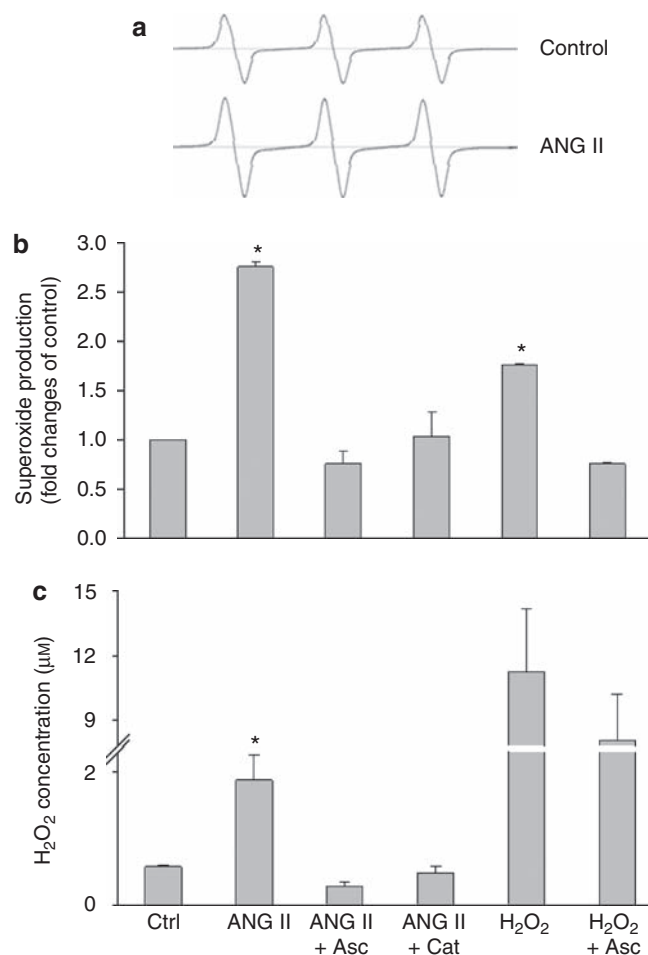 a
Control
ANG II
b
Superoxide production
(fold changes of control)
3.0
2.5
2.0
1.5
1.0
0.5
0.0
*
*
c
H₂O₂ concentration (μM)
15
12
9
2
0
*
Ctrl
ANG II
ANG II
+ Asc
ANG II
+ Cat
H₂O₂
H₂O₂
+ Asc